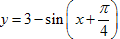 y = 3 − sin(x + π/4)